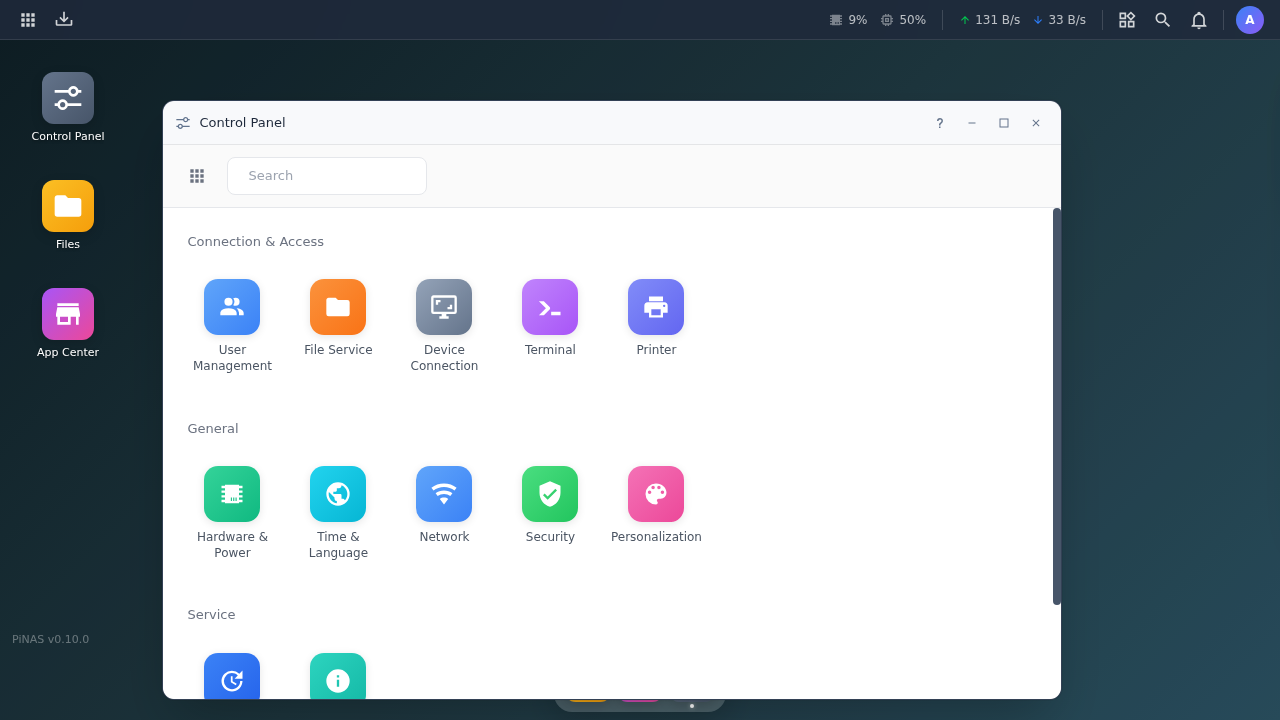 9%
50%
131 B/s
33 B/s
A
Control Panel
Files
App Center
PiNAS v0.10.0
Control Panel
?
Search
Connection & Access
User
Management
File Service
Device
Connection
Terminal
Printer
General
Hardware &
Power
Time &
Language
Network
Security
Personalization
Service